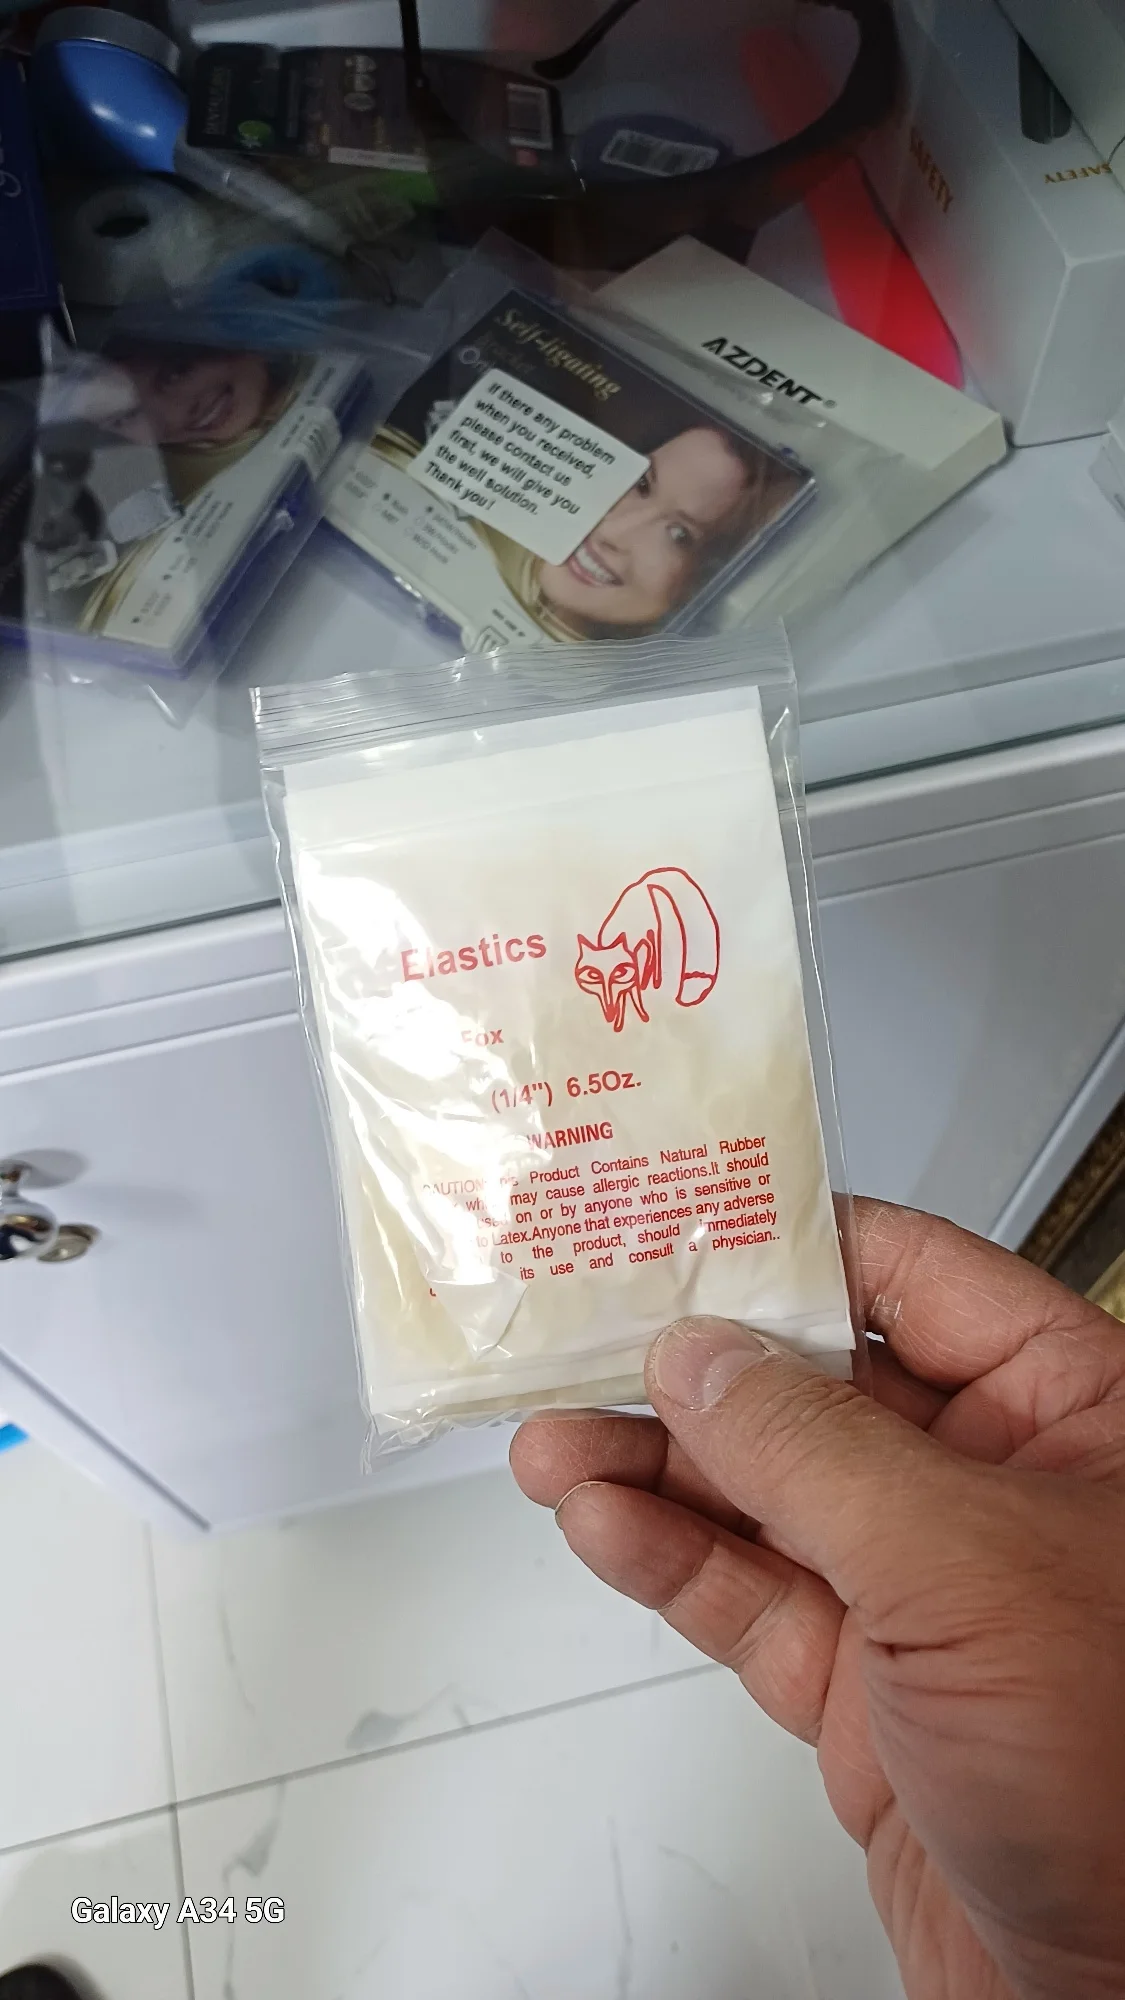 SAFETY
SAFETY
AZDENT®
Self-ligating
If there any problem
when you received,
please contact us
first, we will give you
the well solution.
Thank you!
Elastics
Fox
(1/4") 6.5Oz.
WARNING
CAUTION: Product Contains Natural Rubber
may cause allergic reactions.It should
on or by anyone who is sensitive or
to Latex.Anyone that experiences any adverse
to the product, should immediately
its use and consult a physician..
Galaxy A34 5G